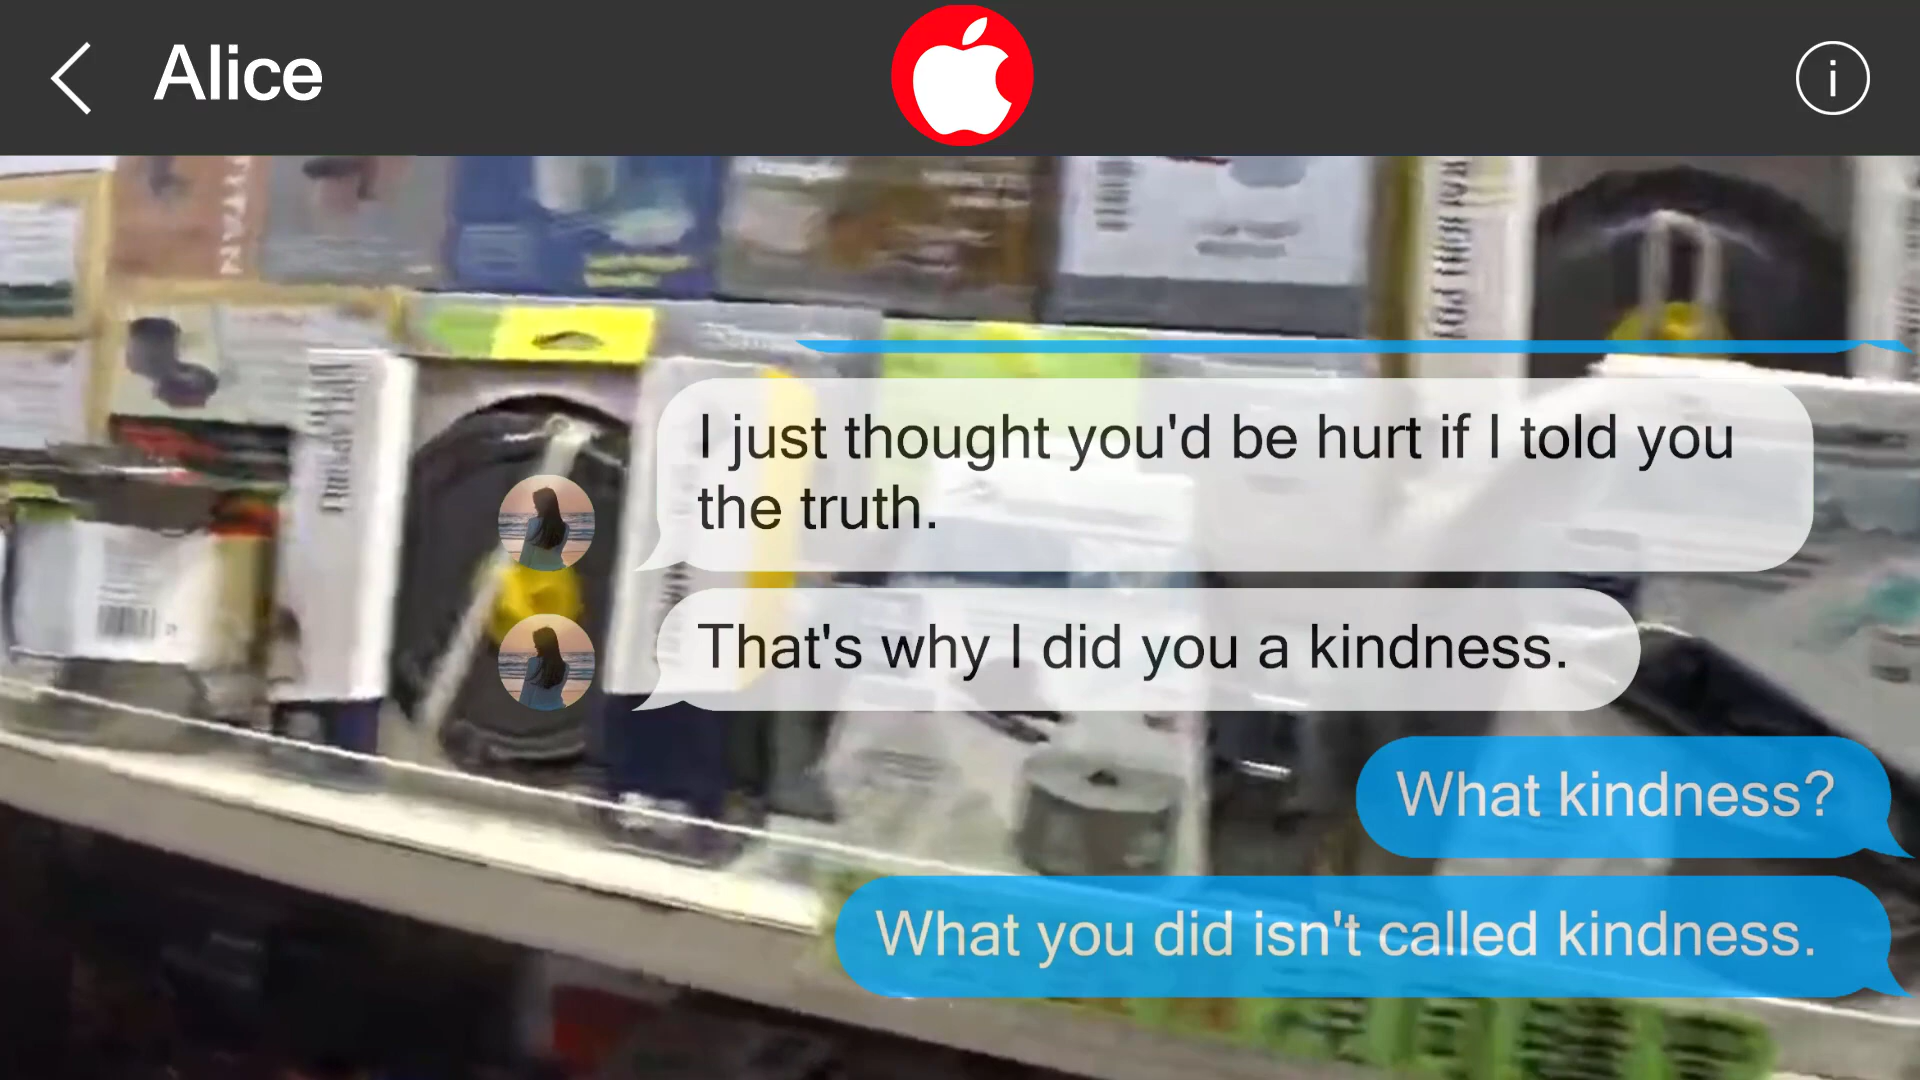 Alice
I just thought you'd be hurt if I told you
the truth.
That's why I did you a kindness.
What kindness?
What you did isn't called kindness.